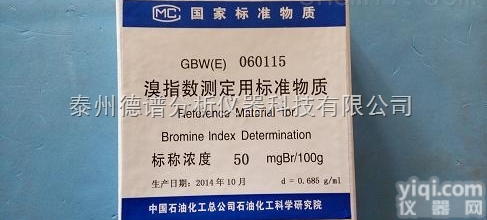 MC
国家标准物质
GBW(E) 060115
溴指数测定用标准物质
泰州德谱分析仪器科技有限公司
Reference Material for
Bromine Index Determination
标称浓度 50 mgBr/100g
生产日期:2014年10月 d = 0.685 g/ml
中国石油化工总公司石油化工科学研究院
yiqi.com
仪器网